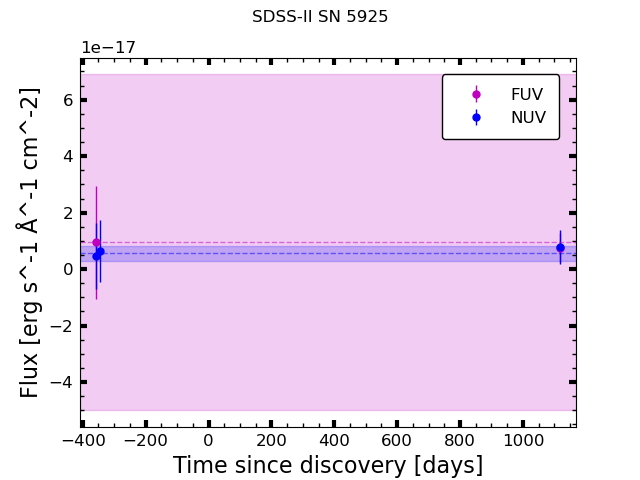 SDSS-II SN 5925
1e−17
FUV
NUV
6
4
2
0
−2
−4
Flux [erg s^-1 Å^-1 cm^-2]
−400 −200 0 200 400 600 800 1000
Time since discovery [days]